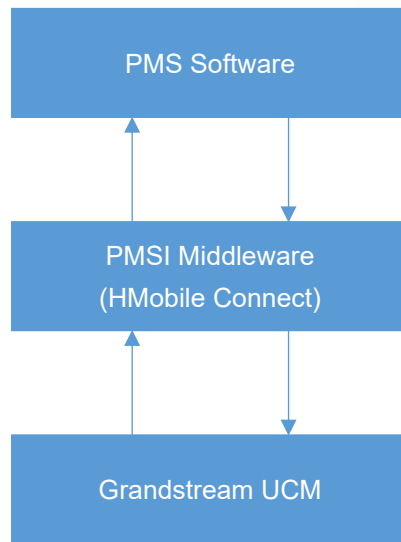 PMS Software
PMSI Middleware
(HMobile Connect)
Grandstream UCM